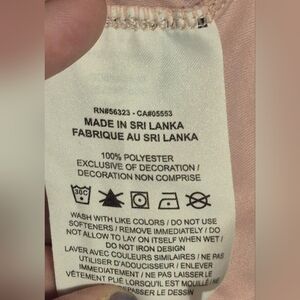 RN#56323 - CA#05553
MADE IN SRI LANKA
FABRIQUE AU SRI LANKA
100% POLYESTER
EXCLUSIVE OF DECORATION /
DECORATION NON COMPRISE
30C
WASH WITH LIKE COLORS / DO NOT USE
SOFTENERS / REMOVE IMMEDIATELY / DO
NOT ALLOW TO LAY ON ITSELF WHEN WET /
DO NOT IRON DESIGN
LAVER AVEC COULEURS SIMILAIRES / NE PAS
UTILISER D'ADOUCISSEUR / ENLEVER
IMMEDIATEMENT / NE PAS LAISSER LE
VÊTEMENT PLIÉ LORSQU'IL EST MOUILLÉ / NE
PASSER LE DESSIN